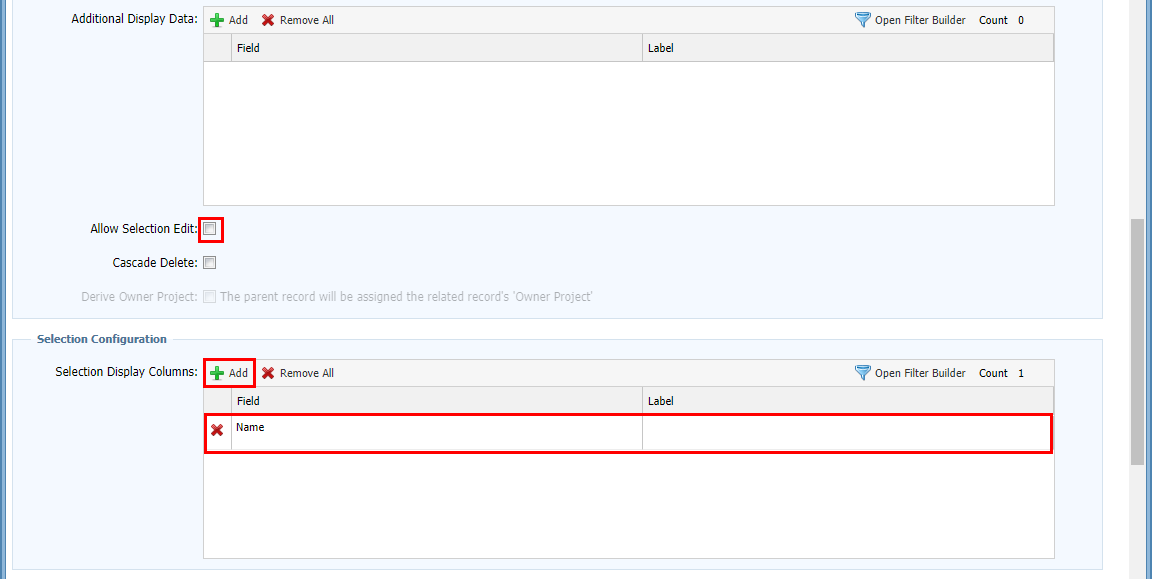 Additional Display Data: Add Remove All Open Filter Builder Count 0
Field Label
Allow Selection Edit:
Cascade Delete:
Derive Owner Project: The parent record will be assigned the related record's 'Owner Project'
Selection Configuration
Selection Display Columns: Add Remove All Open Filter Builder Count 1
Field Label
Name